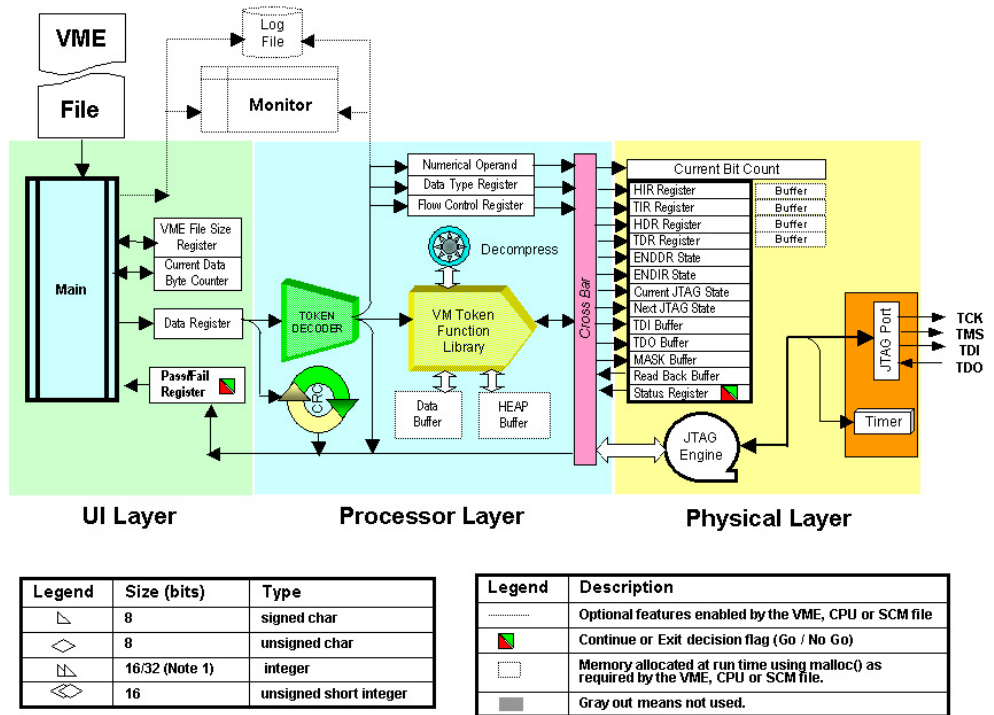 VME
File
Log
File
Monitor
Main
VME File Size
Register
Current Data
Byte Counter
Data Register
Pass/Fail
Register
TOKEN
DECODER
CRC
Numerical Operand
Data Type Register
Flow Control Register
Decompress
VM Token
Function
Library
Data
Buffer
HEAP
Buffer
Cross Bar
Current Bit Count
HIR Register
Buffer
TIR Register
Buffer
HDR Register
Buffer
TDR Register
Buffer
ENDDR State
ENDIR State
Current JTAG State
Next JTAG State
TDI Buffer
TDO Buffer
MASK Buffer
Read Back Buffer
Status Register
JTAG
Engine
JTAG Port
Timer
TCK
TMS
TDI
TDO
UI Layer
Processor Layer
Physical Layer
Legend Size (bits) Type
8 signed char
8 unsigned char
16/32 (Note 1) integer
16 unsigned short integer
Legend Description
Optional features enabled by the VME, CPU or SCM file
Continue or Exit decision flag (Go / No Go)
Memory allocated at run time using malloc() as
required by the VME, CPU or SCM file.
Gray out means not used.